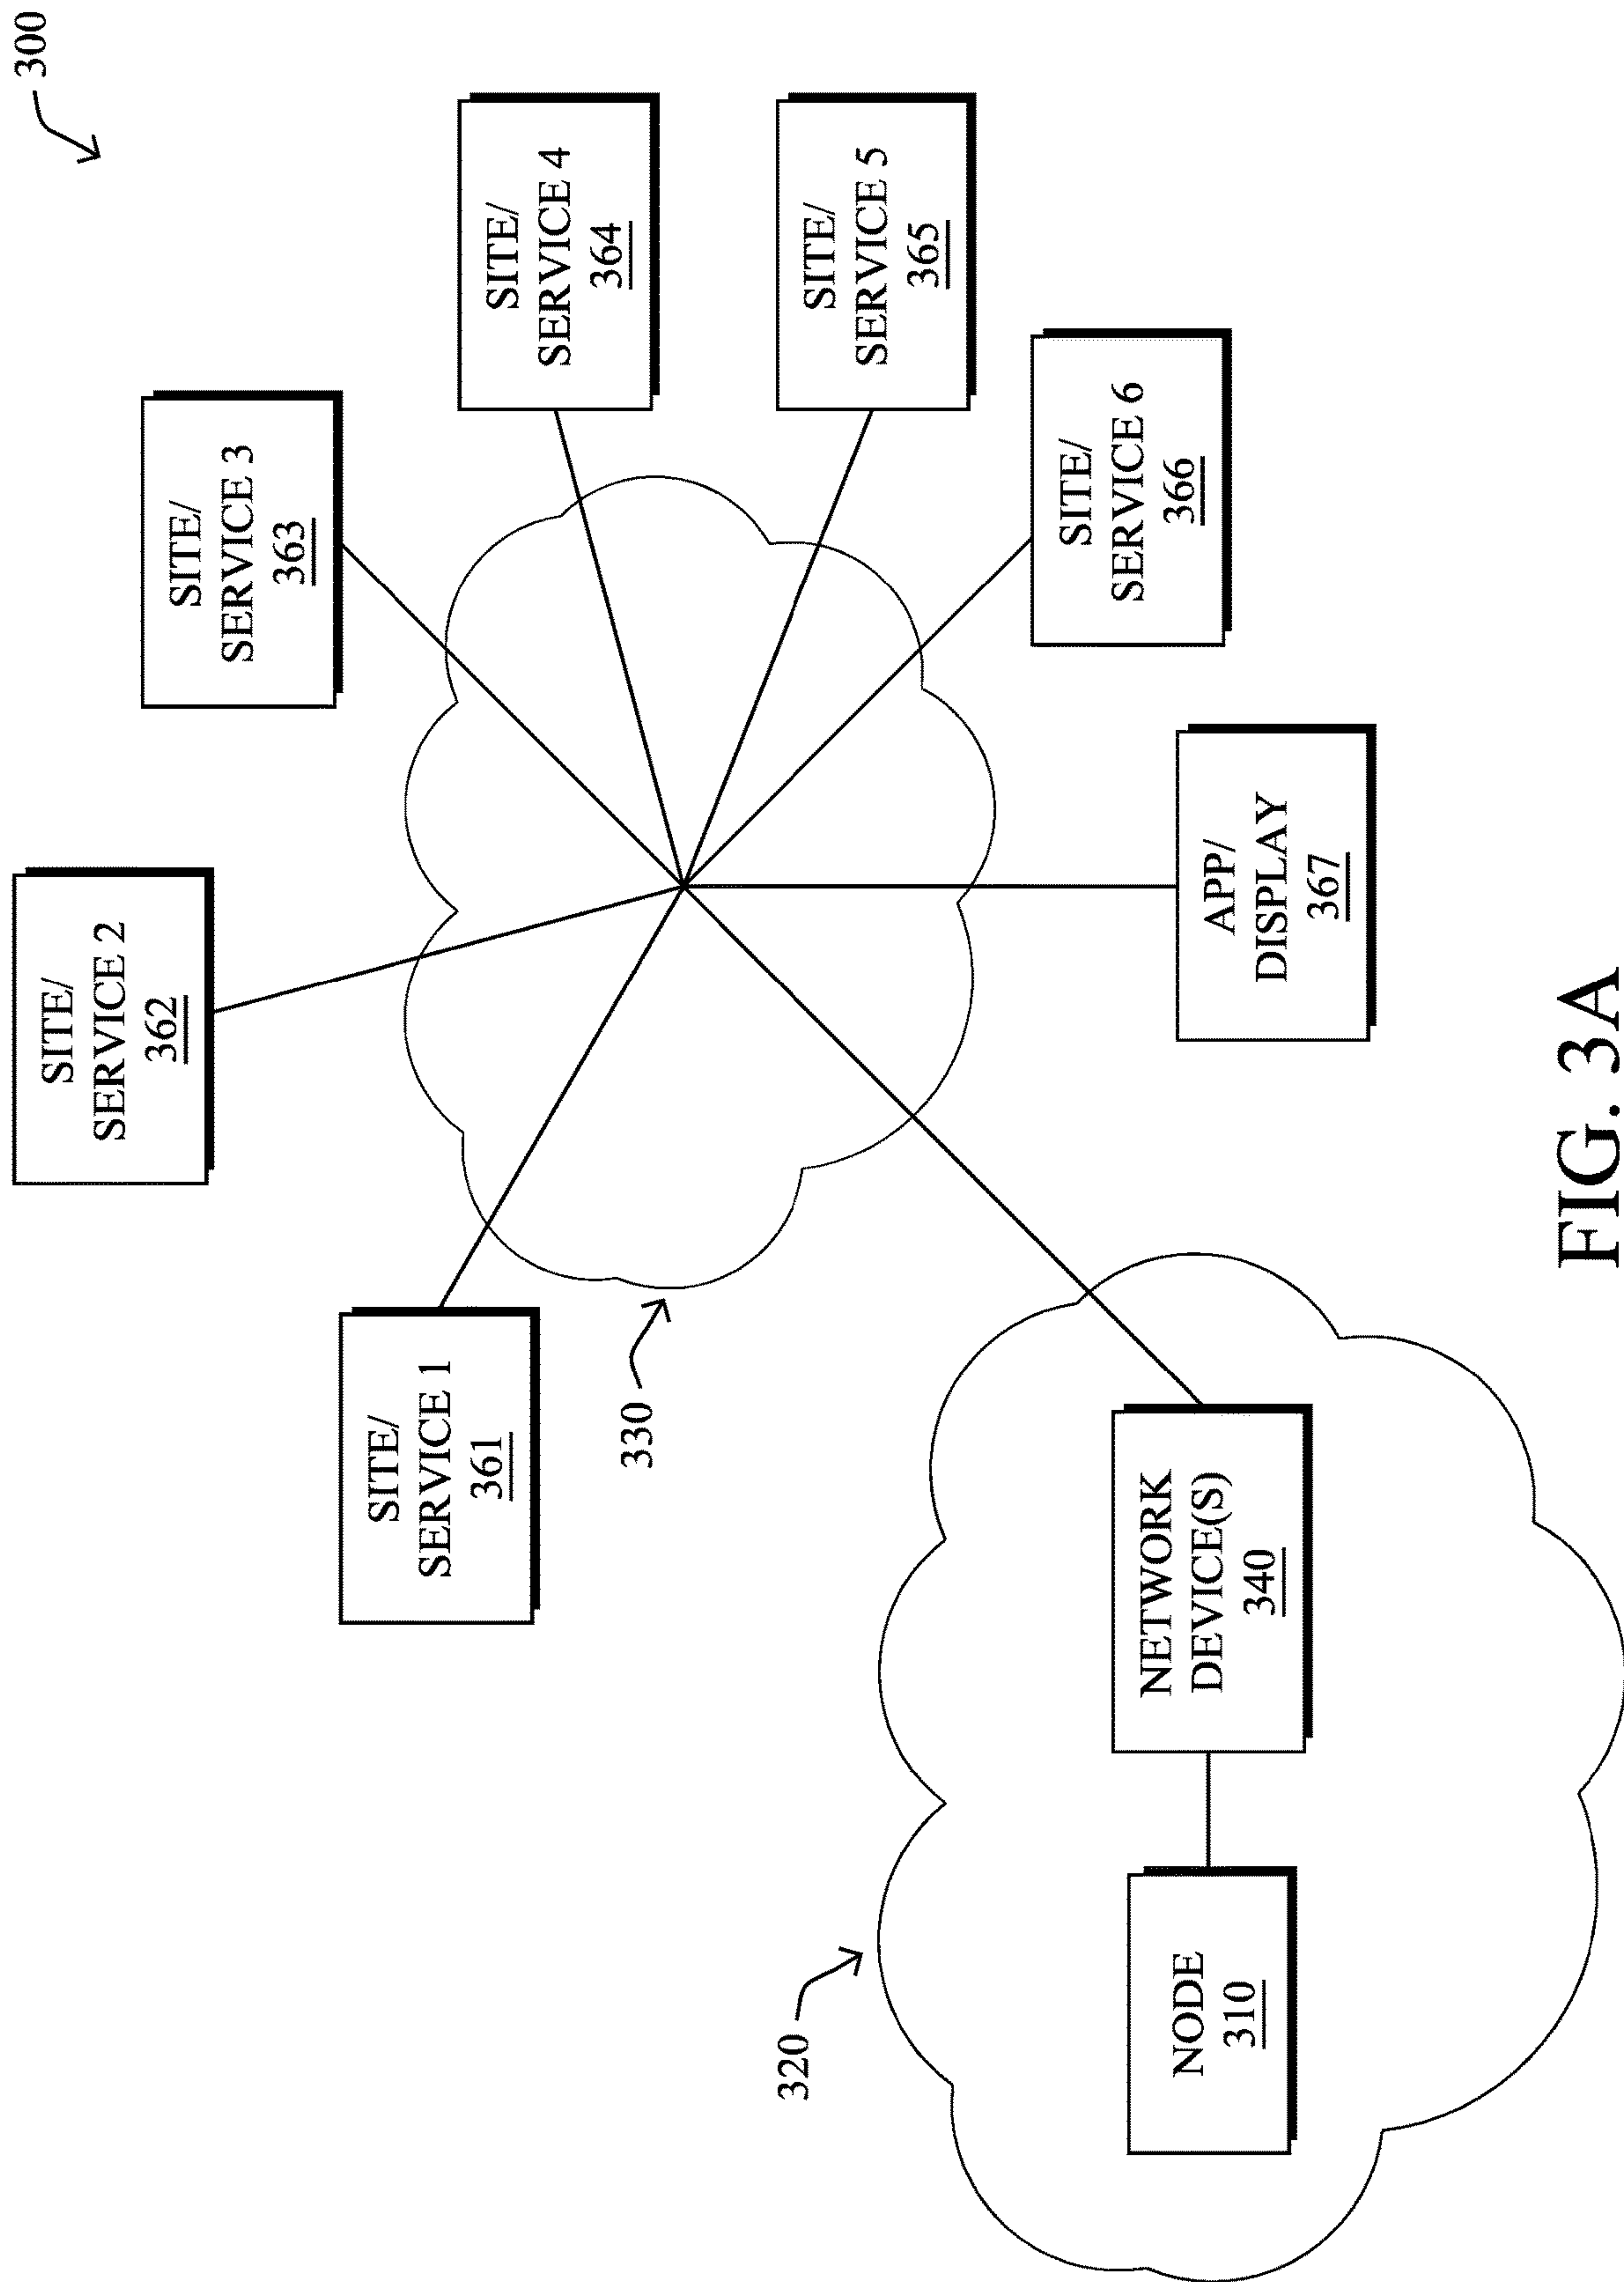 300
SITE/
SERVICE 2
362
SITE/
SERVICE 3
363
SITE/
SERVICE 1
361
SITE/
SERVICE 4
364
330
SITE/
SERVICE 5
365
320
SITE/
SERVICE 6
366
NETWORK
DEVICE(S)
340
NODE
310
APP/
DISPLAY
367
FIG. 3A